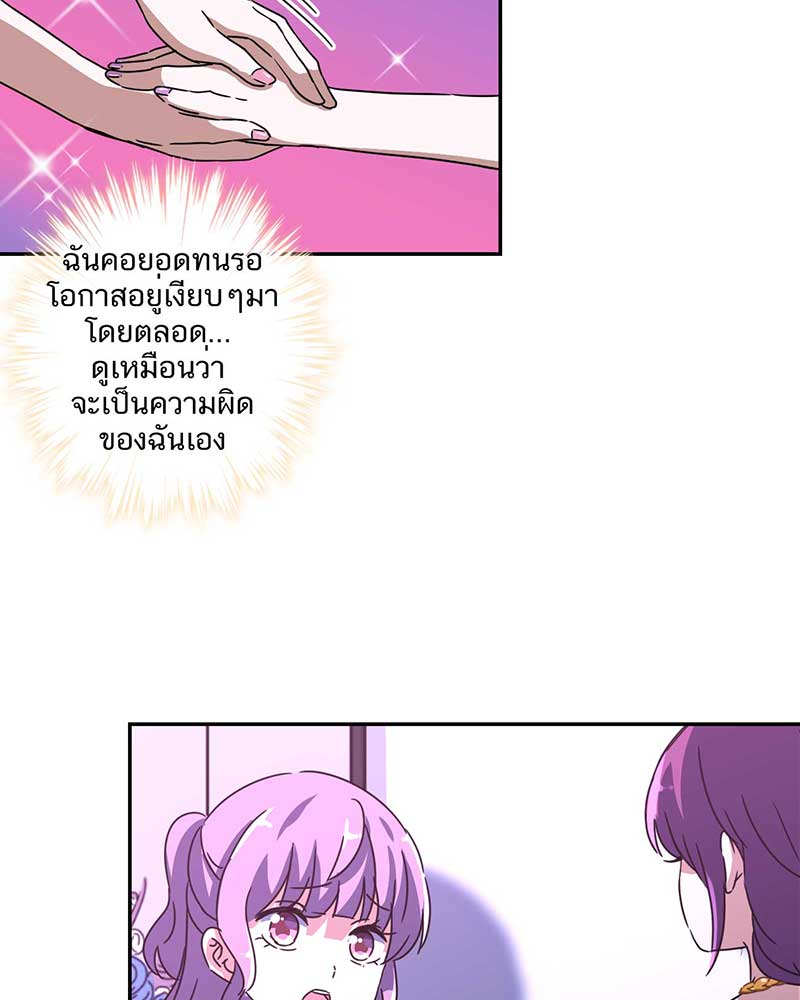 ฉันคอยอดทนรอ
โอกาสอยู่เงียบๆมา
โดยตลอด...
ดูเหมือนว่า
จะเป็นความผิด
ของฉันเอง